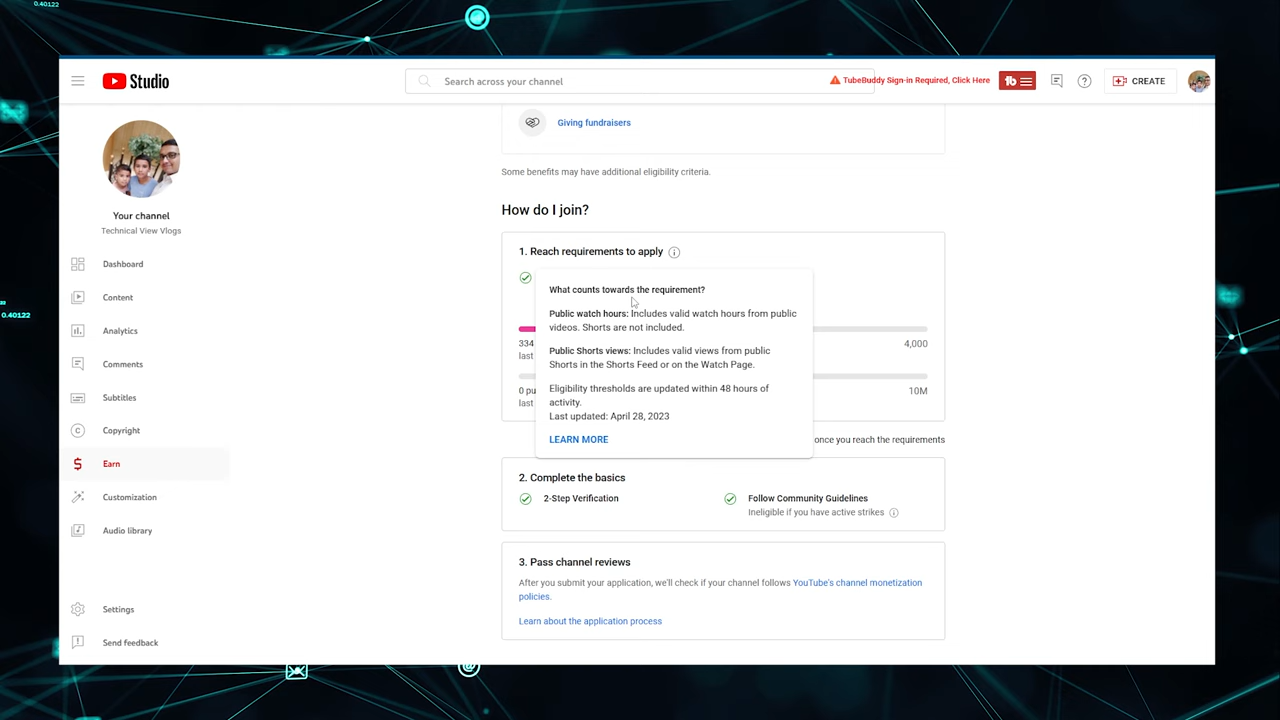 0.40122
Studio
Search across your channel
TubeBuddy Sign-in Required, Click Here
tb
CREATE
Giving fundraisers
Your channel
Technical View Vlogs
Some benefits may have additional eligibility criteria.
How do I join?
Dashboard
Content
Analytics
Comments
Subtitles
Copyright
Earn
Customization
Audio library
Settings
Send feedback
0.40122
1. Reach requirements to apply
What counts towards the requirement?
Public watch hours: Includes valid watch hours from public
videos. Shorts are not included.
Public Shorts views: Includes valid views from public
Shorts in the Shorts Feed or on the Watch Page.
Eligibility thresholds are updated within 48 hours of
activity.
Last updated: April 28, 2023
LEARN MORE
334
last
4,000
0 pu
last
10M
once you reach the requirements
2. Complete the basics
2-Step Verification
Follow Community Guidelines
Ineligible if you have active strikes
3. Pass channel reviews
After you submit your application, we'll check if your channel follows YouTube's channel monetization
policies.
Learn about the application process